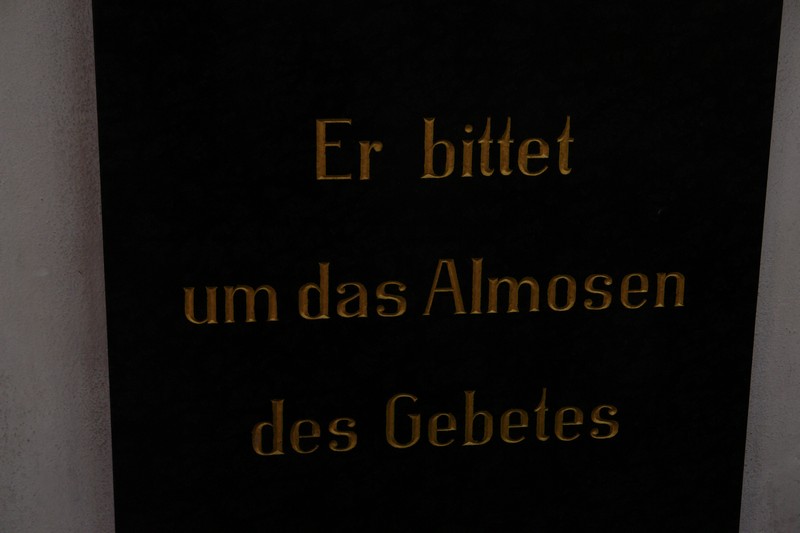 Er bittet
um das Almosen
des Gebetes